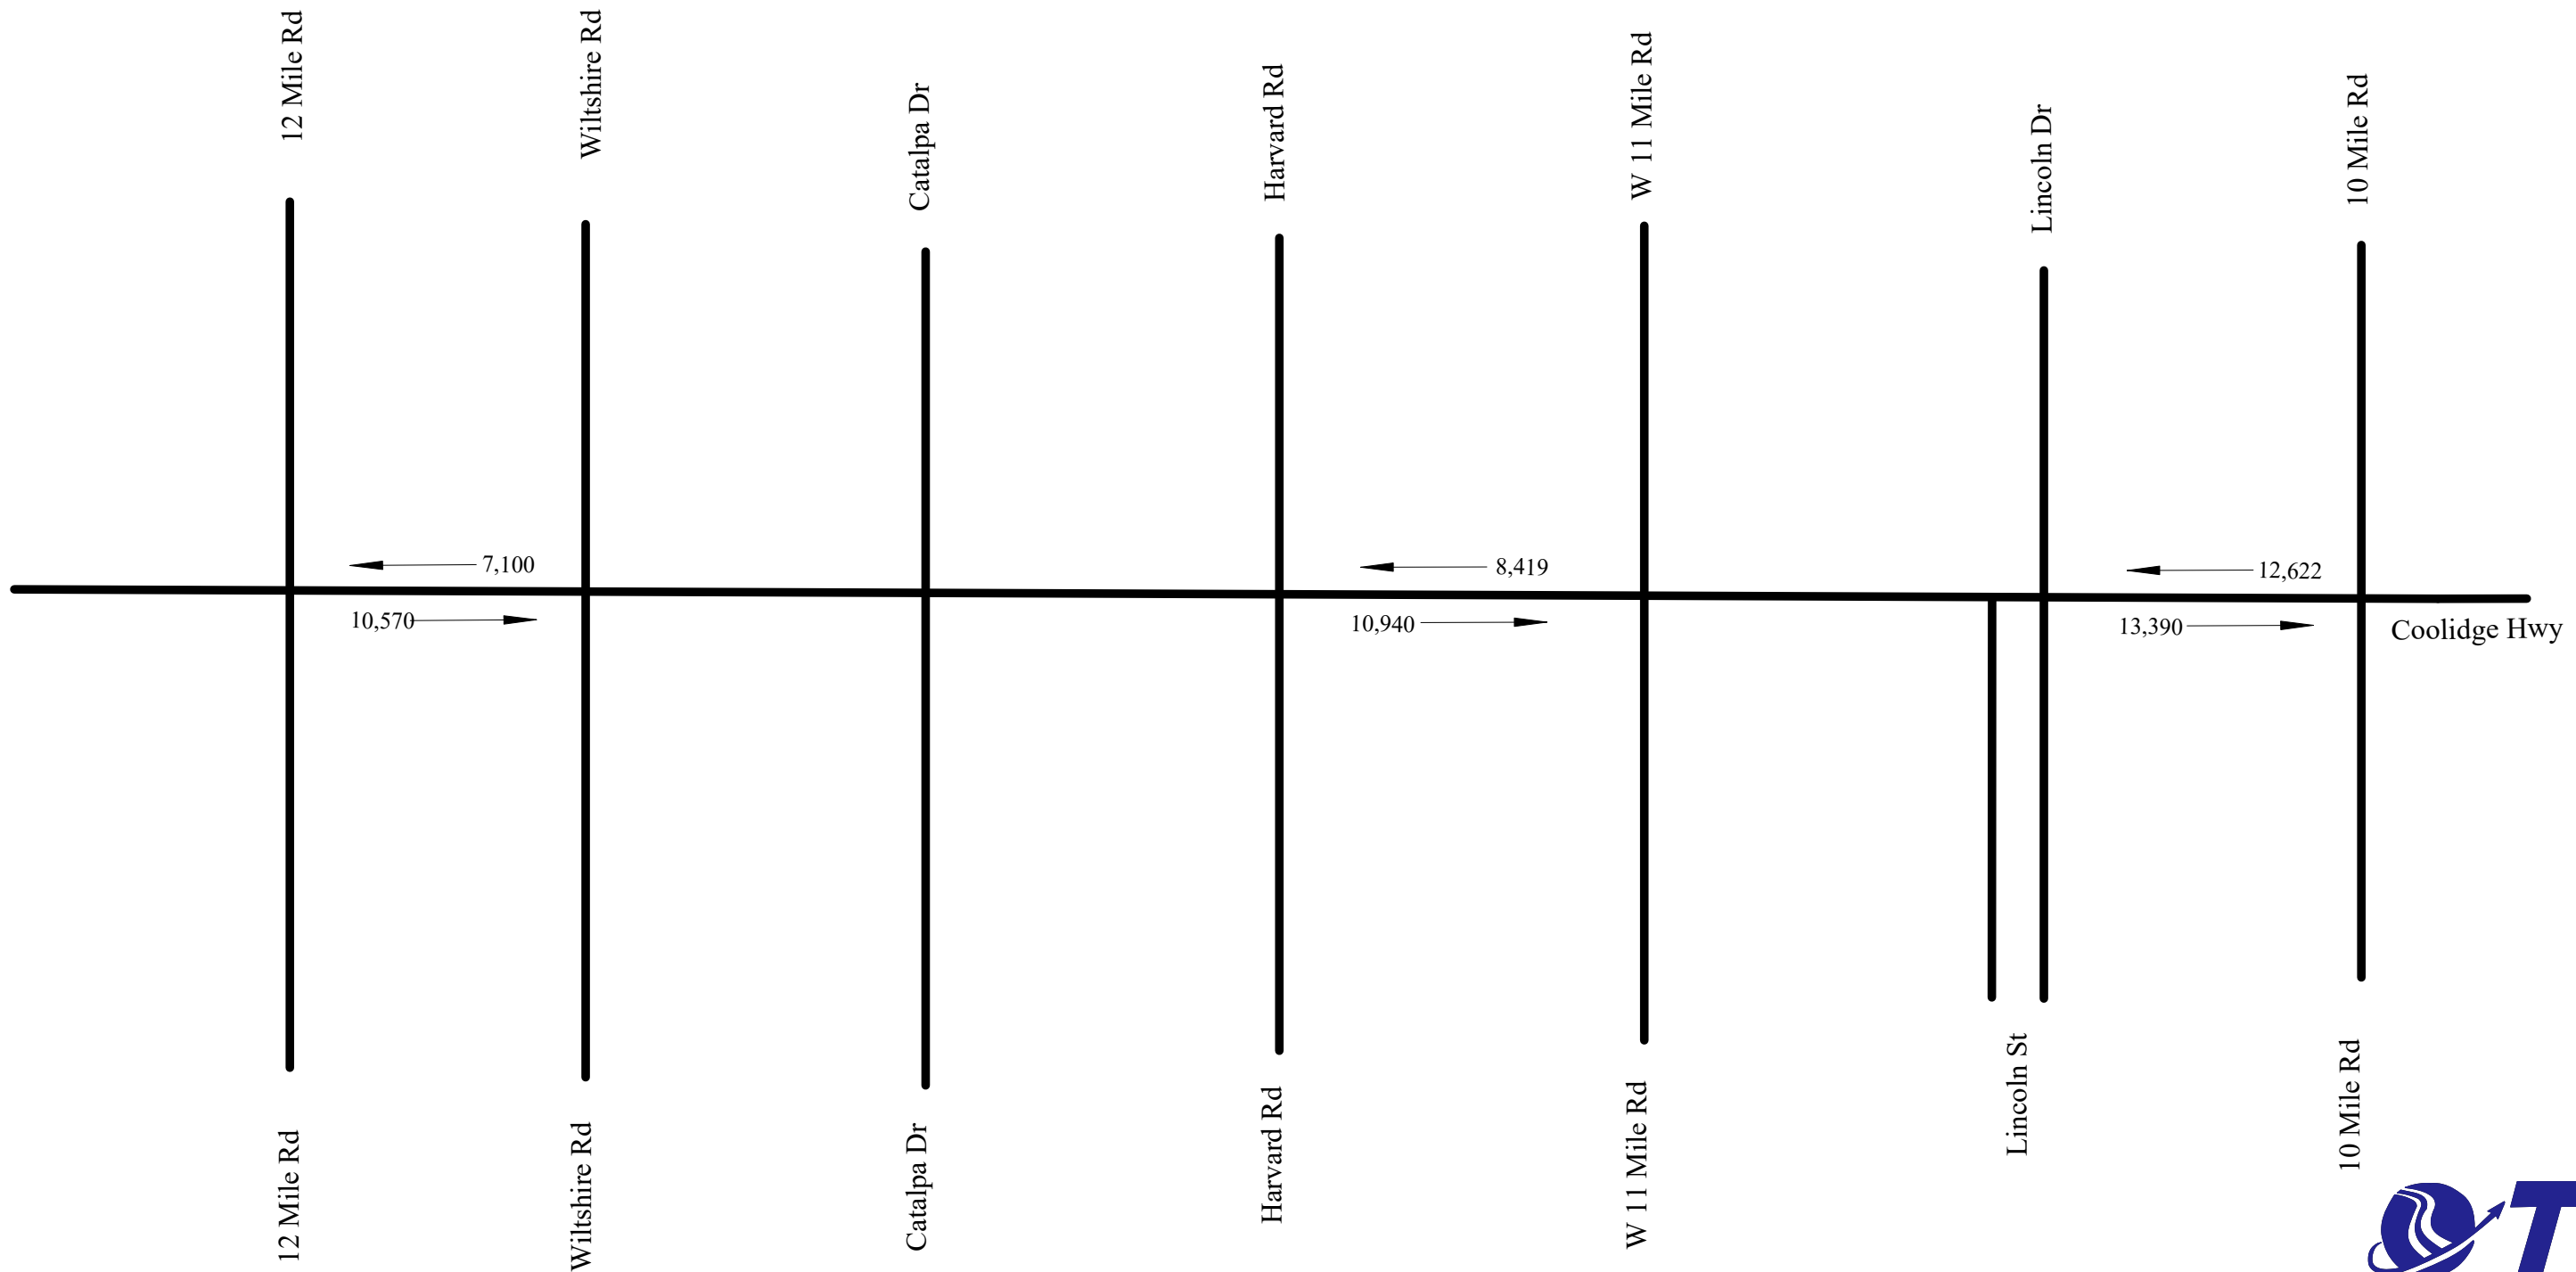 12 Mile Rd
Wiltshire Rd
Catalpa Dr
Harvard Rd
W 11 Mile Rd
Lincoln Dr
10 Mile Rd
7,100
8,419
12,622
10,570
10,940
13,390
Coolidge Hwy
12 Mile Rd
Wiltshire Rd
Catalpa Dr
Harvard Rd
W 11 Mile Rd
Lincoln St
10 Mile Rd
T